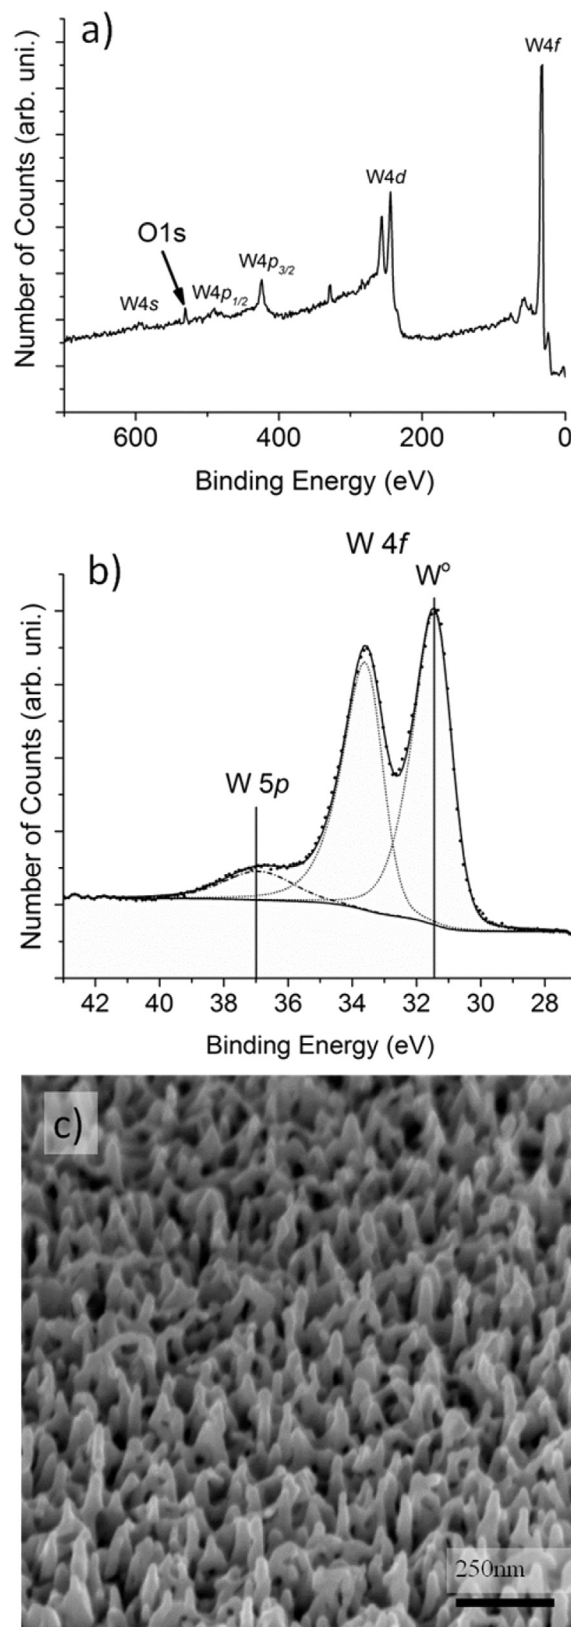 a)
W4f
W4d
O1s
W4p3/2
W4s
W4p1/2
Number of Counts (arb. uni.)
600
400
200
0
Binding Energy (eV)
b)
W 4f
Wº
W 5p
Number of Counts (arb. uni.)
42
40
38
36
34
32
30
28
Binding Energy (eV)
c)
250nm